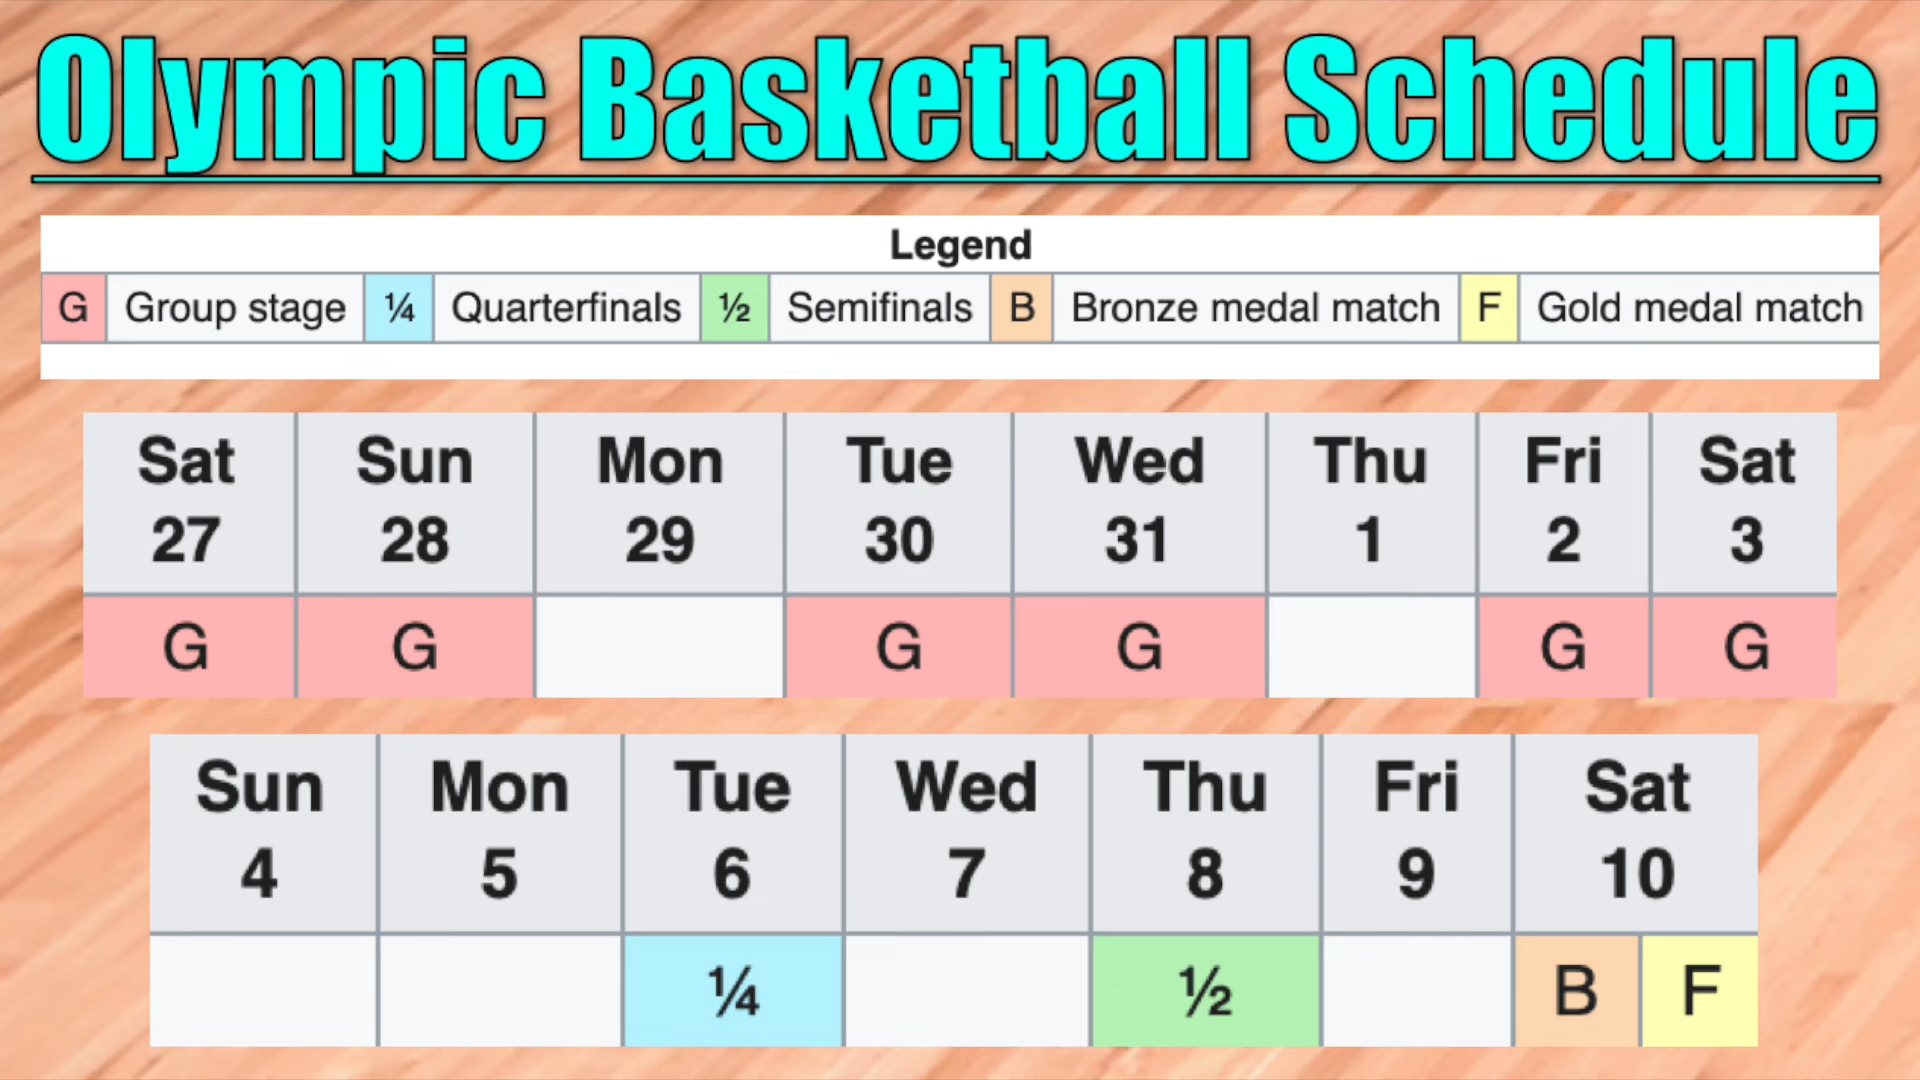 Olympic Basketball Schedule
Legend
G Group stage ¼ Quarterfinals ½ Semifinals B Bronze medal match F Gold medal match
Sat Sun Mon Tue Wed Thu Fri Sat
27 28 29 30 31 1 2 3
G G G G G G
Sun Mon Tue Wed Thu Fri Sat
4 5 6 7 8 9 10
¼ ½ B F